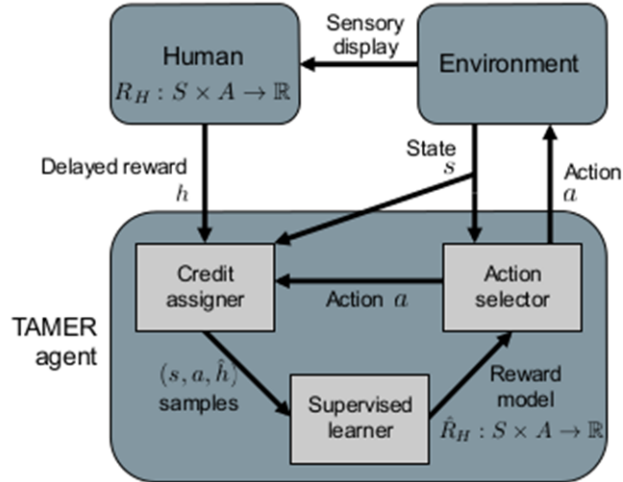 Human
R_H : S × A → ℝ
Sensory
display
Environment
Delayed reward
h
State
s
Action
a
TAMER
agent
Credit
assigner
Action a
Action
selector
(s, a, ĥ)
samples
Supervised
learner
Reward
model
R̂_H : S × A → ℝ